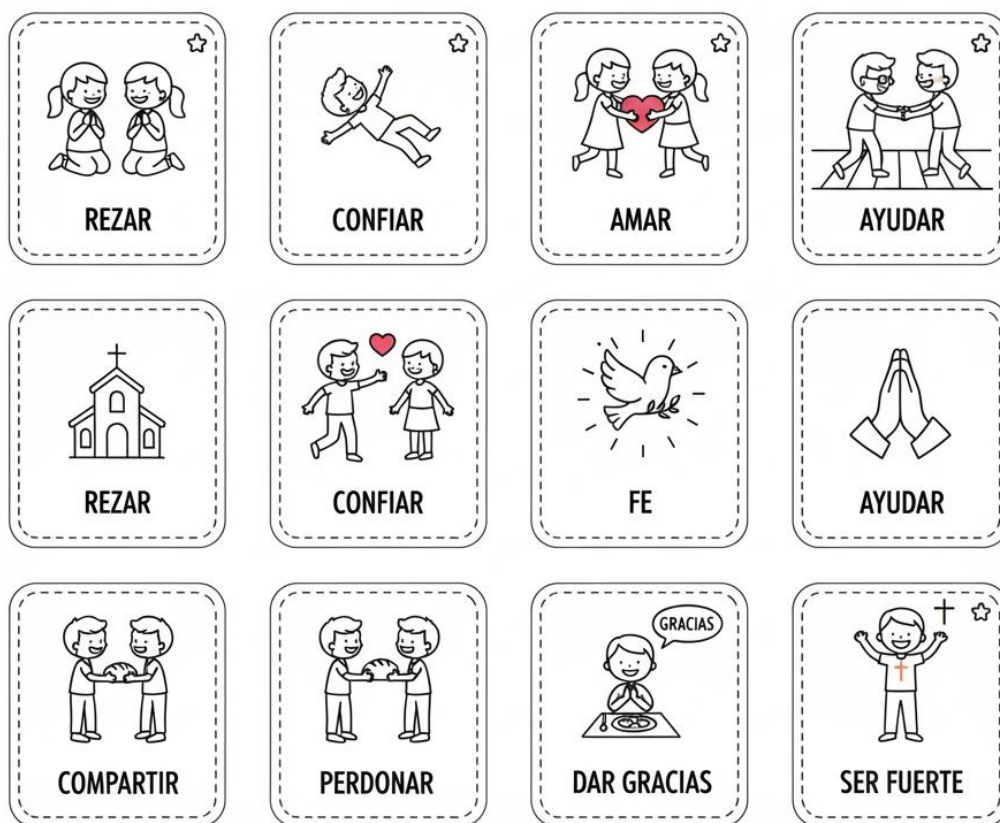 REZAR
CONFIAR
AMAR
AYUDAR
REZAR
CONFIAR
FE
AYUDAR
COMPARTIR
PERDONAR
GRACIAS
DAR GRACIAS
SER FUERTE